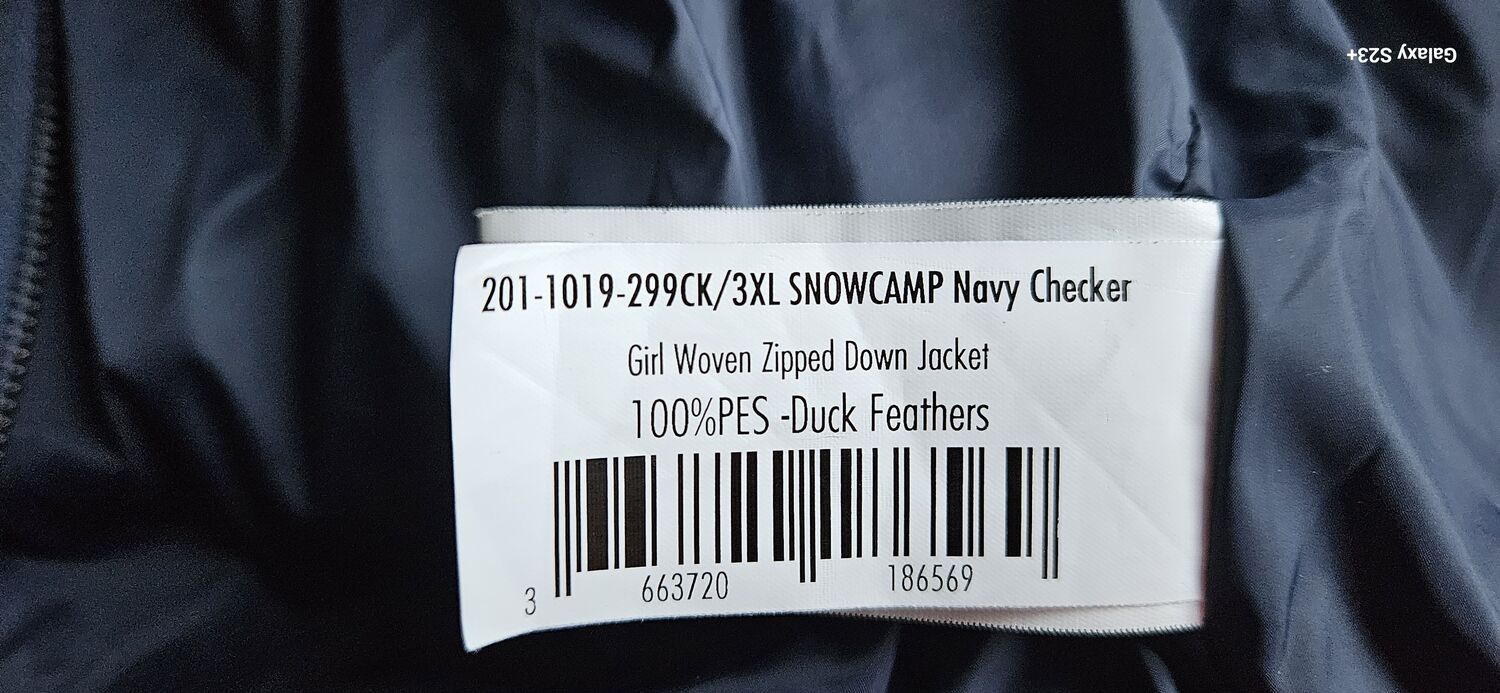 Galaxy S23+
201-1019-299CK/3XL SNOWCAMP Navy Checker
Girl Woven Zipped Down Jacket
100%PES -Duck Feathers
3 663720 186569